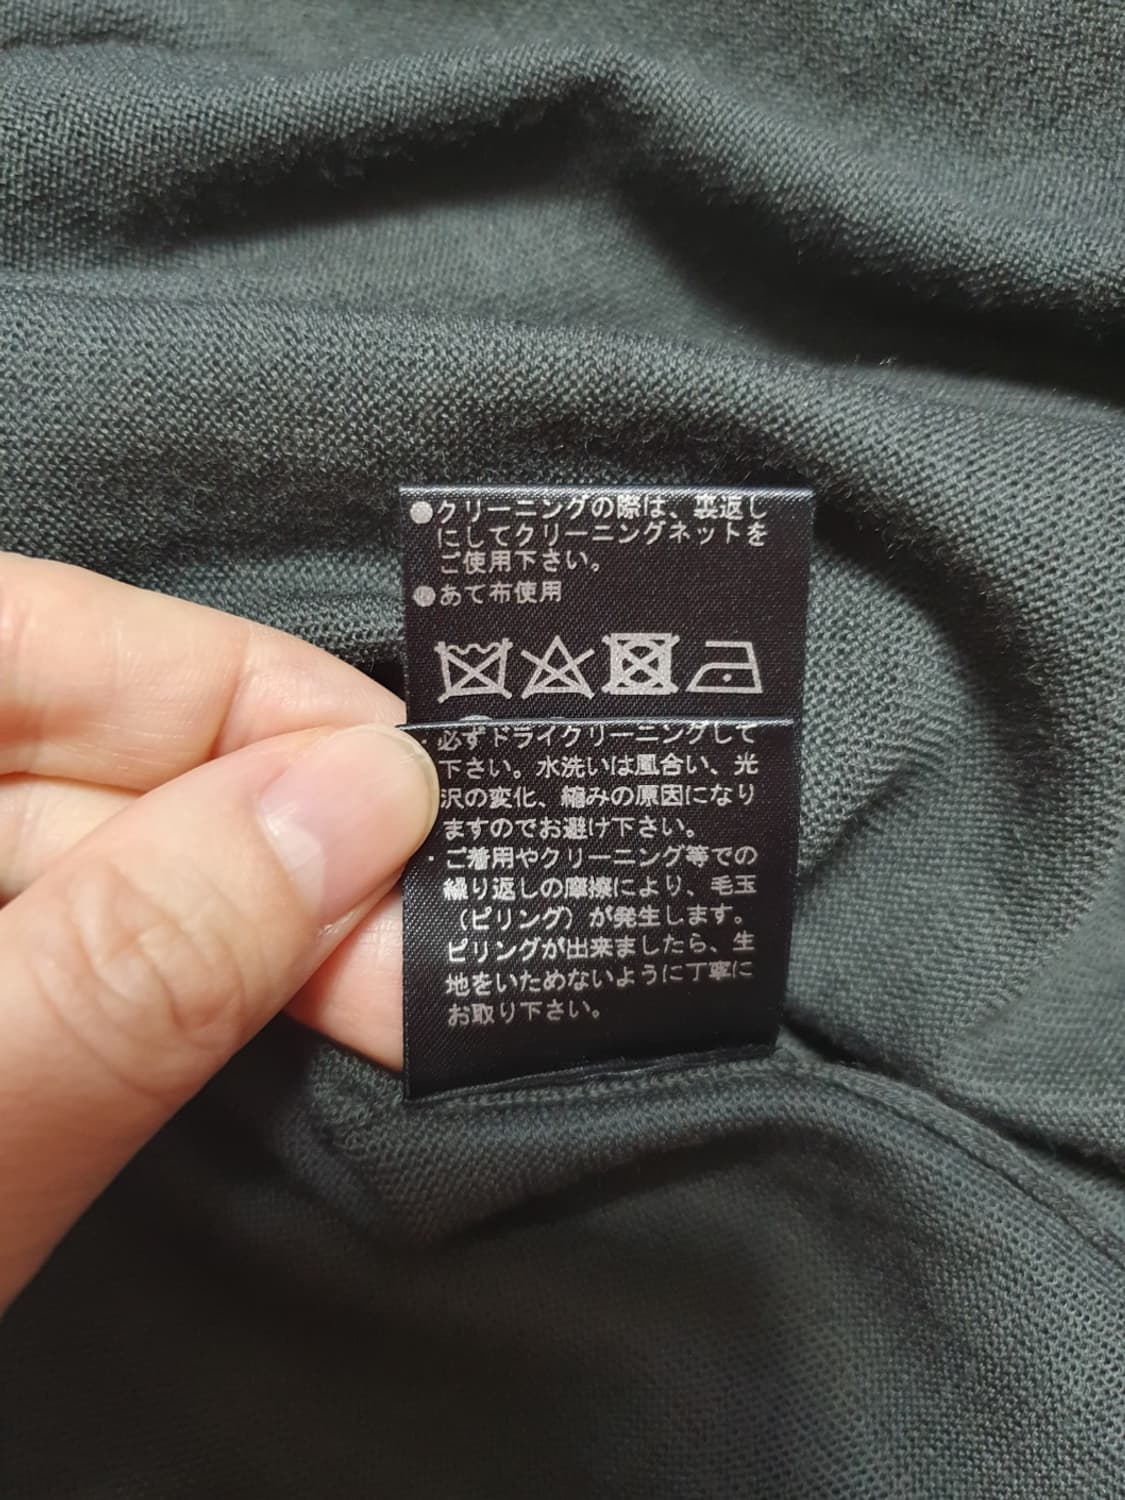 ●クリーニングの際は、裏返し
にしてクリーニングネットを
ご使用下さい。
●あて布使用
必ずドライクリーニングして
下さい。水洗いは風合い、光
沢の変化、縮みの原因になり
ますのでお避け下さい。
・ご着用やクリーニング等での
繰り返しの摩擦により、毛玉
（ピリング）が発生します。
ピリングが出来ましたら、生
地をいためないように丁寧に
お取り下さい。